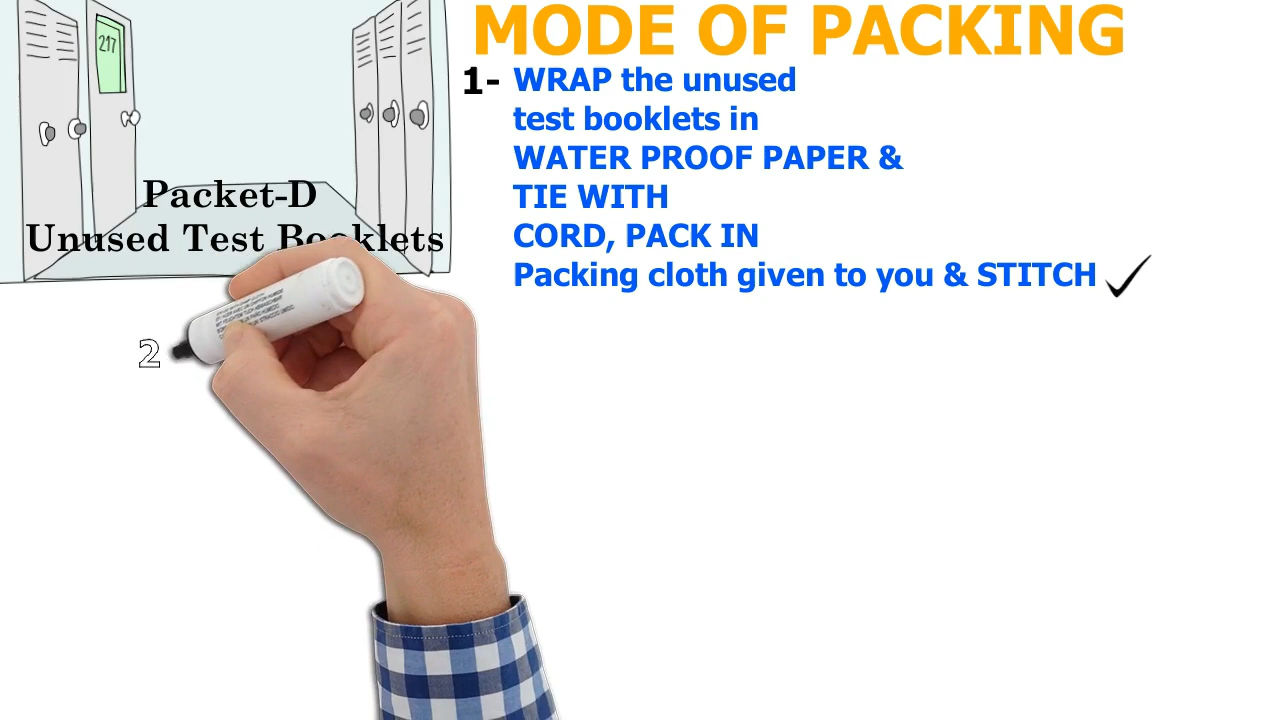 MODE OF PACKING
217
1- WRAP the unused
test booklets in
WATER PROOF PAPER &
TIE WITH
CORD, PACK IN
Packing cloth given to you & STITCH
Packet-D
Unused Test Booklets
2